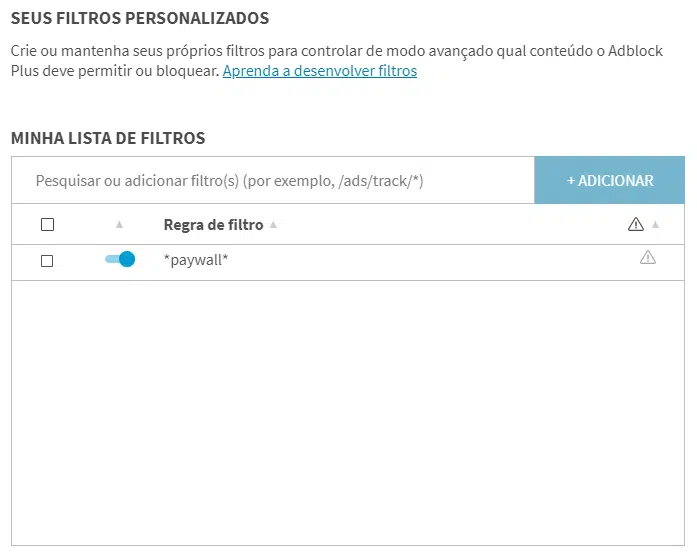 SEUS FILTROS PERSONALIZADOS
Crie ou mantenha seus próprios filtros para controlar de modo avançado qual conteúdo o Adblock
Plus deve permitir ou bloquear. Aprenda a desenvolver filtros
MINHA LISTA DE FILTROS
Pesquisar ou adicionar filtro(s) (por exemplo, /ads/track/*)
+ ADICIONAR
Regra de filtro
*paywall*